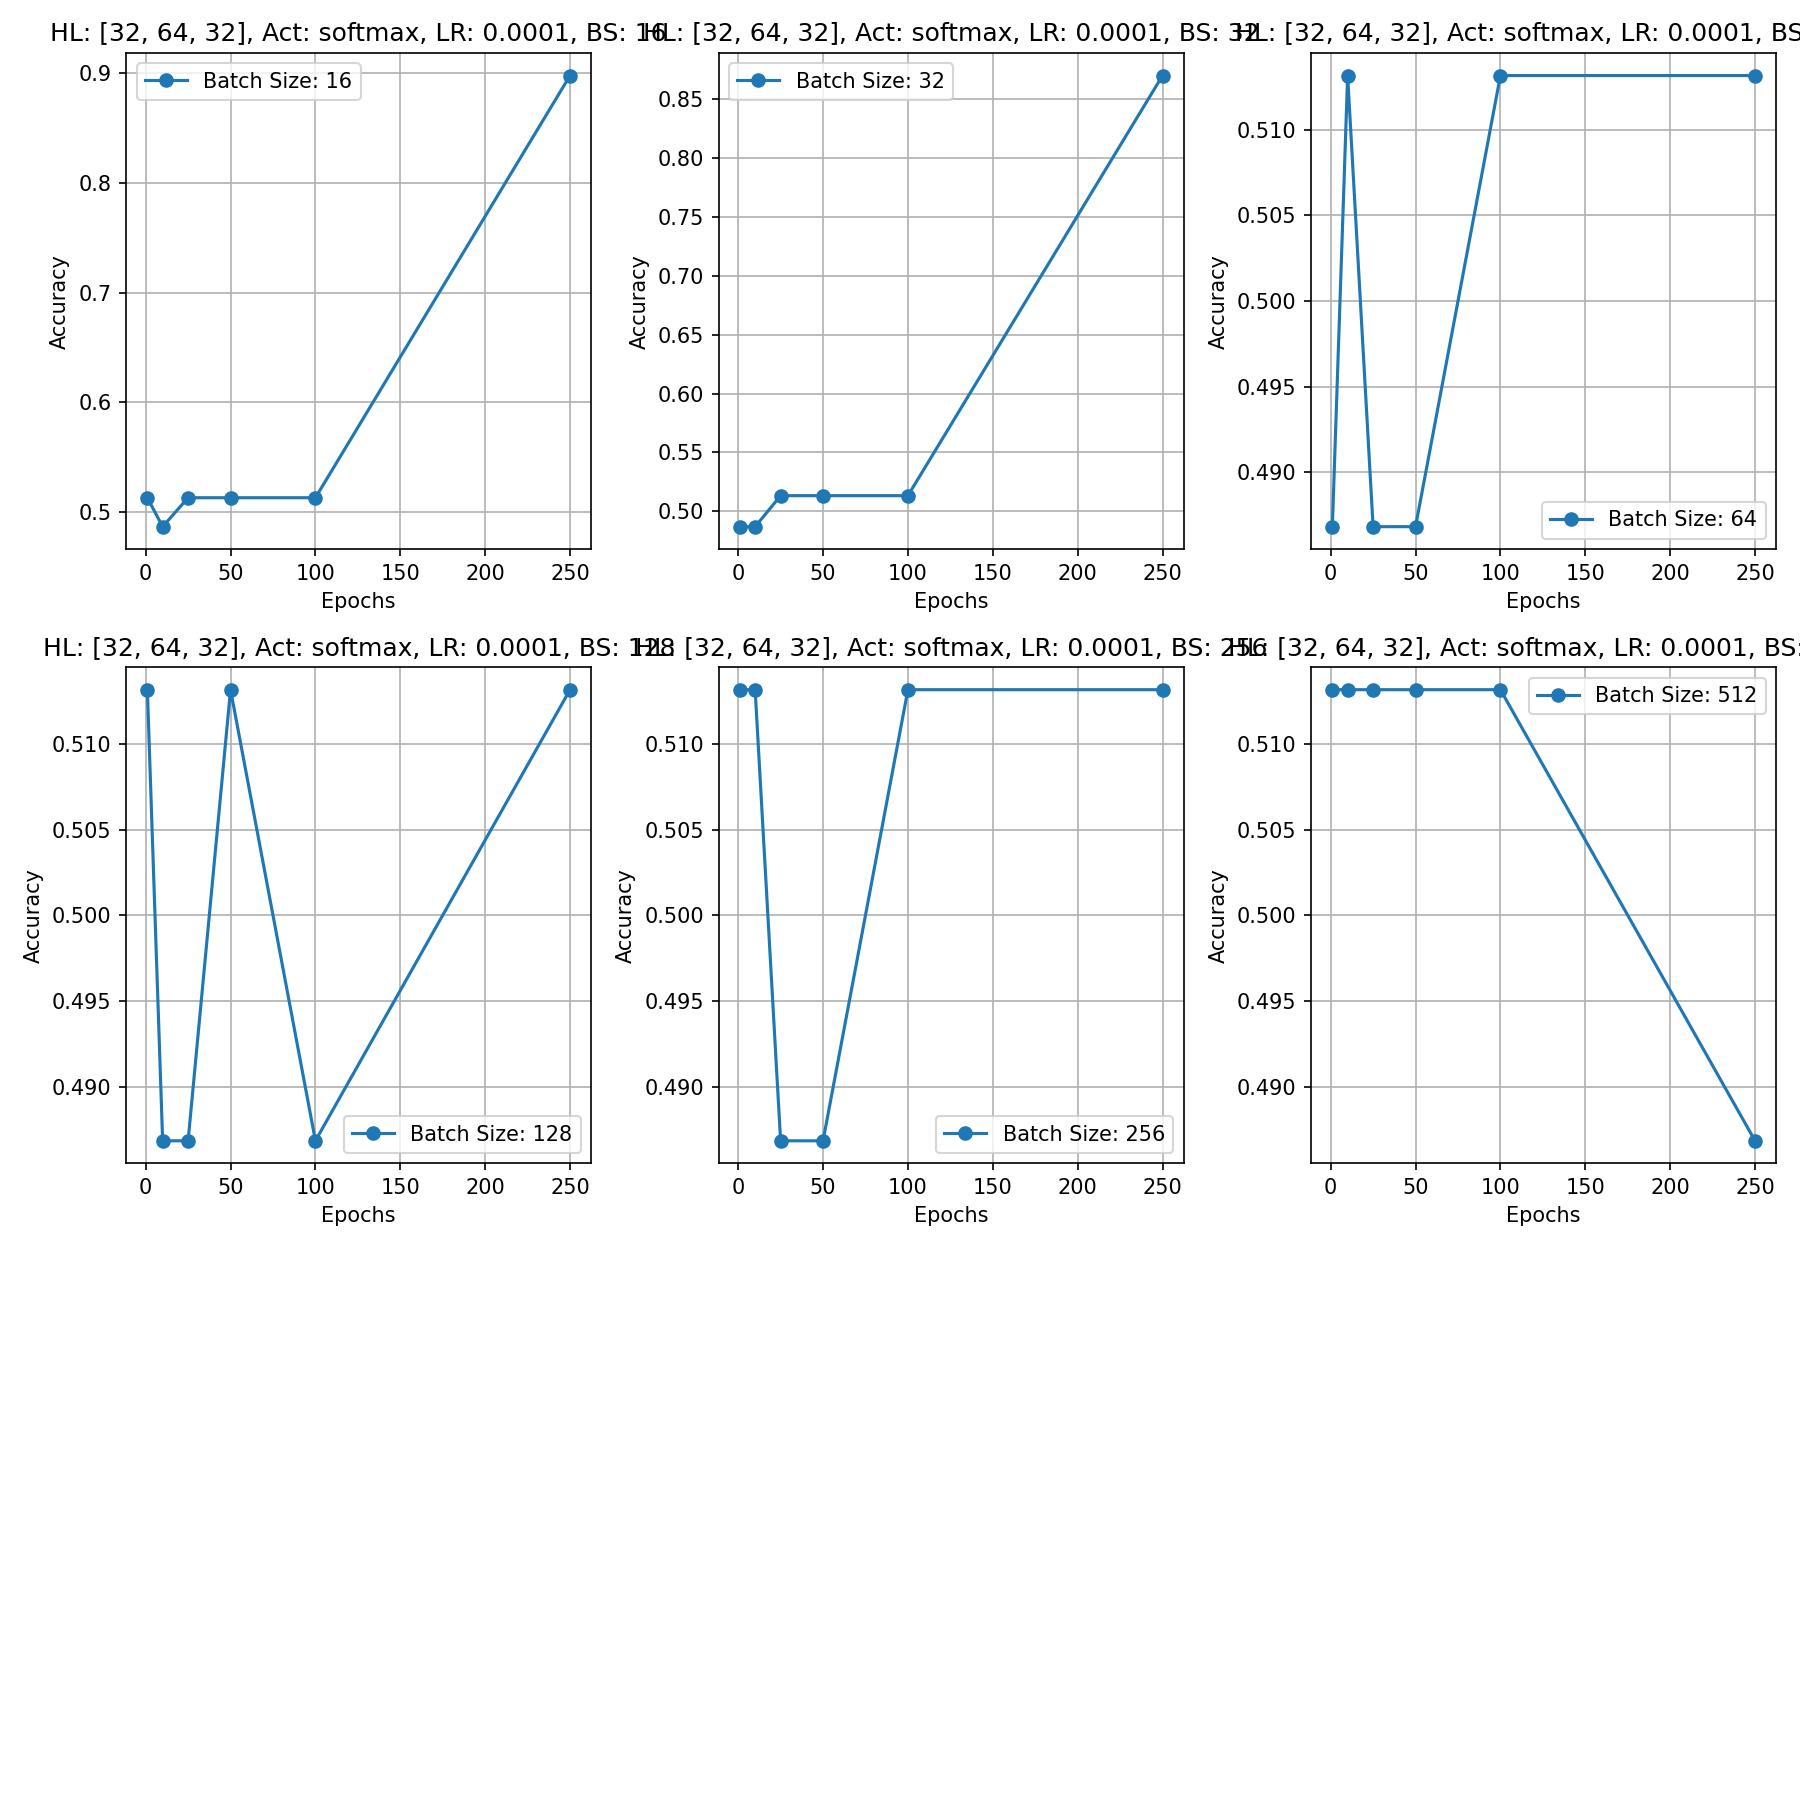 HL: [32, 64, 32], Act: softmax, LR: 0.0001, BS: 16
Batch Size: 16
0.9
0.8
0.7
0.6
0.5
Accuracy
0 50 100 150 200 250
Epochs
HL: [32, 64, 32], Act: softmax, LR: 0.0001, BS: 32
Batch Size: 32
0.85
0.80
0.75
0.70
0.65
0.60
0.55
0.50
Accuracy
0 50 100 150 200 250
Epochs
HL: [32, 64, 32], Act: softmax, LR: 0.0001, BS
0.510
0.505
0.500
0.495
0.490
Accuracy
Batch Size: 64
0 50 100 150 200 250
Epochs
HL: [32, 64, 32], Act: softmax, LR: 0.0001, BS: 128
0.510
0.505
0.500
0.495
0.490
Accuracy
Batch Size: 128
0 50 100 150 200 250
Epochs
HL: [32, 64, 32], Act: softmax, LR: 0.0001, BS: 256
0.510
0.505
0.500
0.495
0.490
Accuracy
Batch Size: 256
0 50 100 150 200 250
Epochs
HL: [32, 64, 32], Act: softmax, LR: 0.0001, BS:
Batch Size: 512
0.510
0.505
0.500
0.495
0.490
Accuracy
0 50 100 150 200 250
Epochs